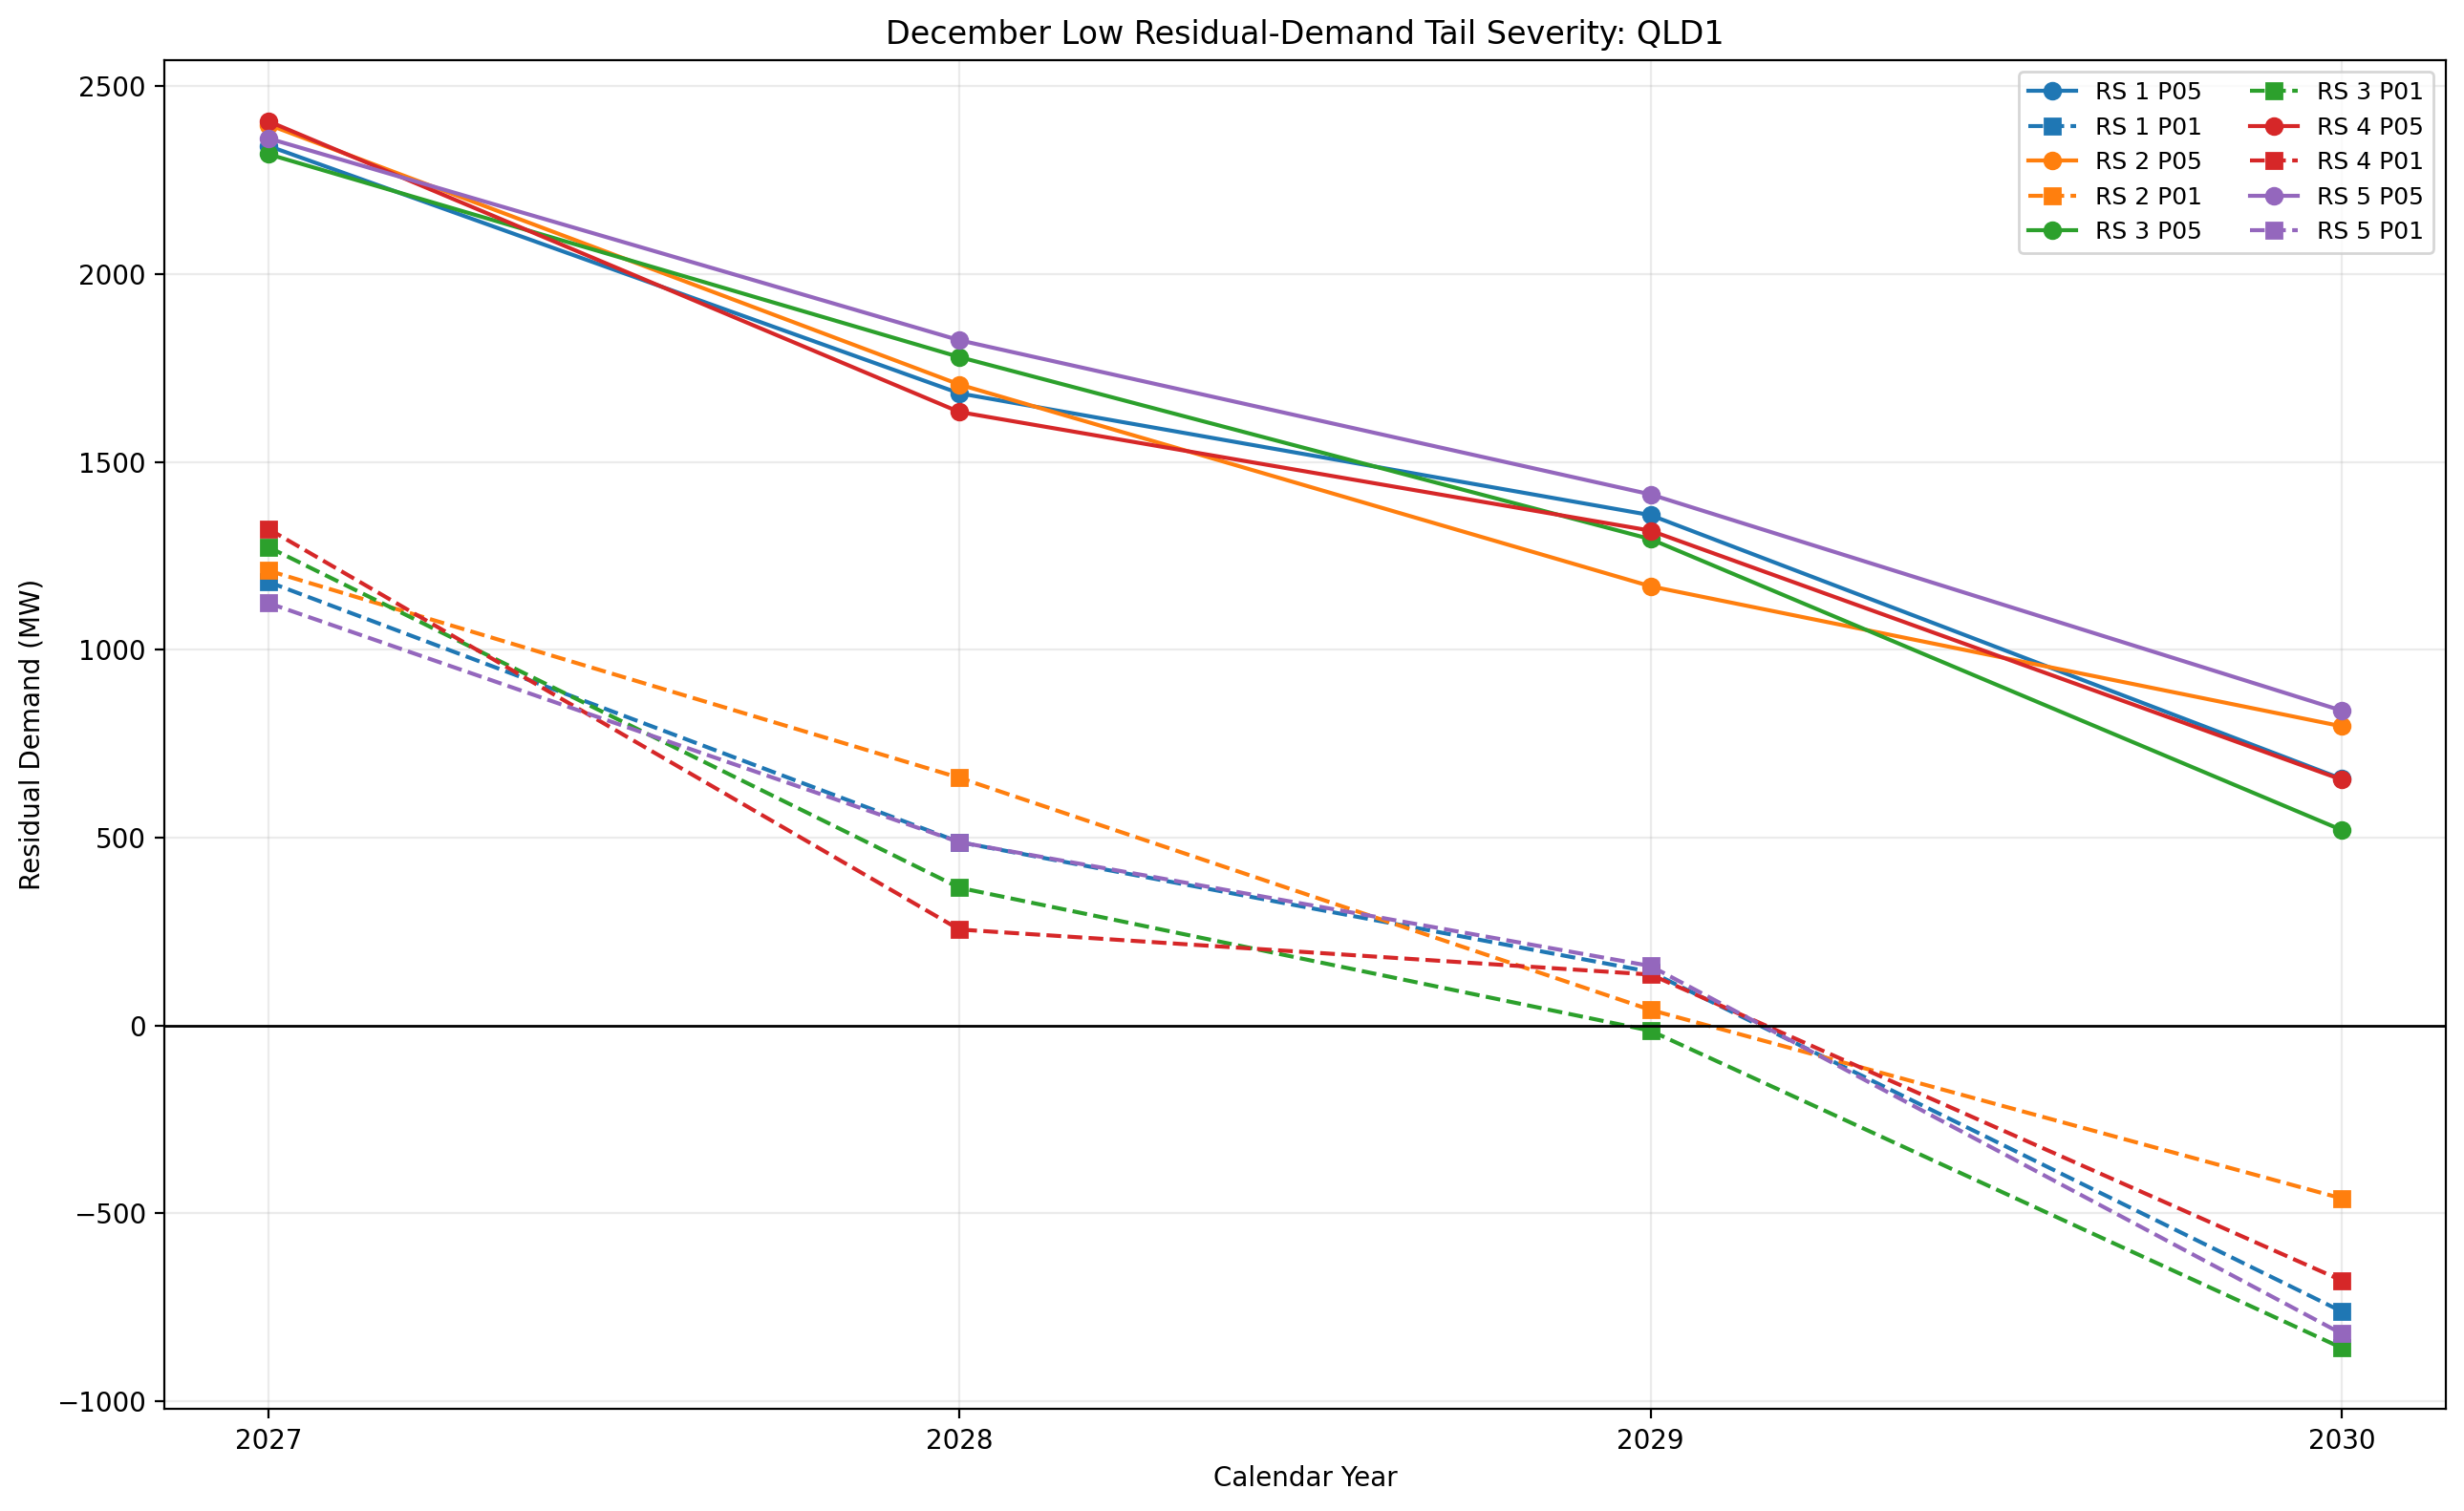 December Low Residual-Demand Tail Severity: QLD1
2500
2000
1500
1000
500
0
−500
−1000
Residual Demand (MW)
RS 1 P05
RS 1 P01
RS 2 P05
RS 2 P01
RS 3 P05
RS 3 P01
RS 4 P05
RS 4 P01
RS 5 P05
RS 5 P01
2027
2028
2029
2030
Calendar Year